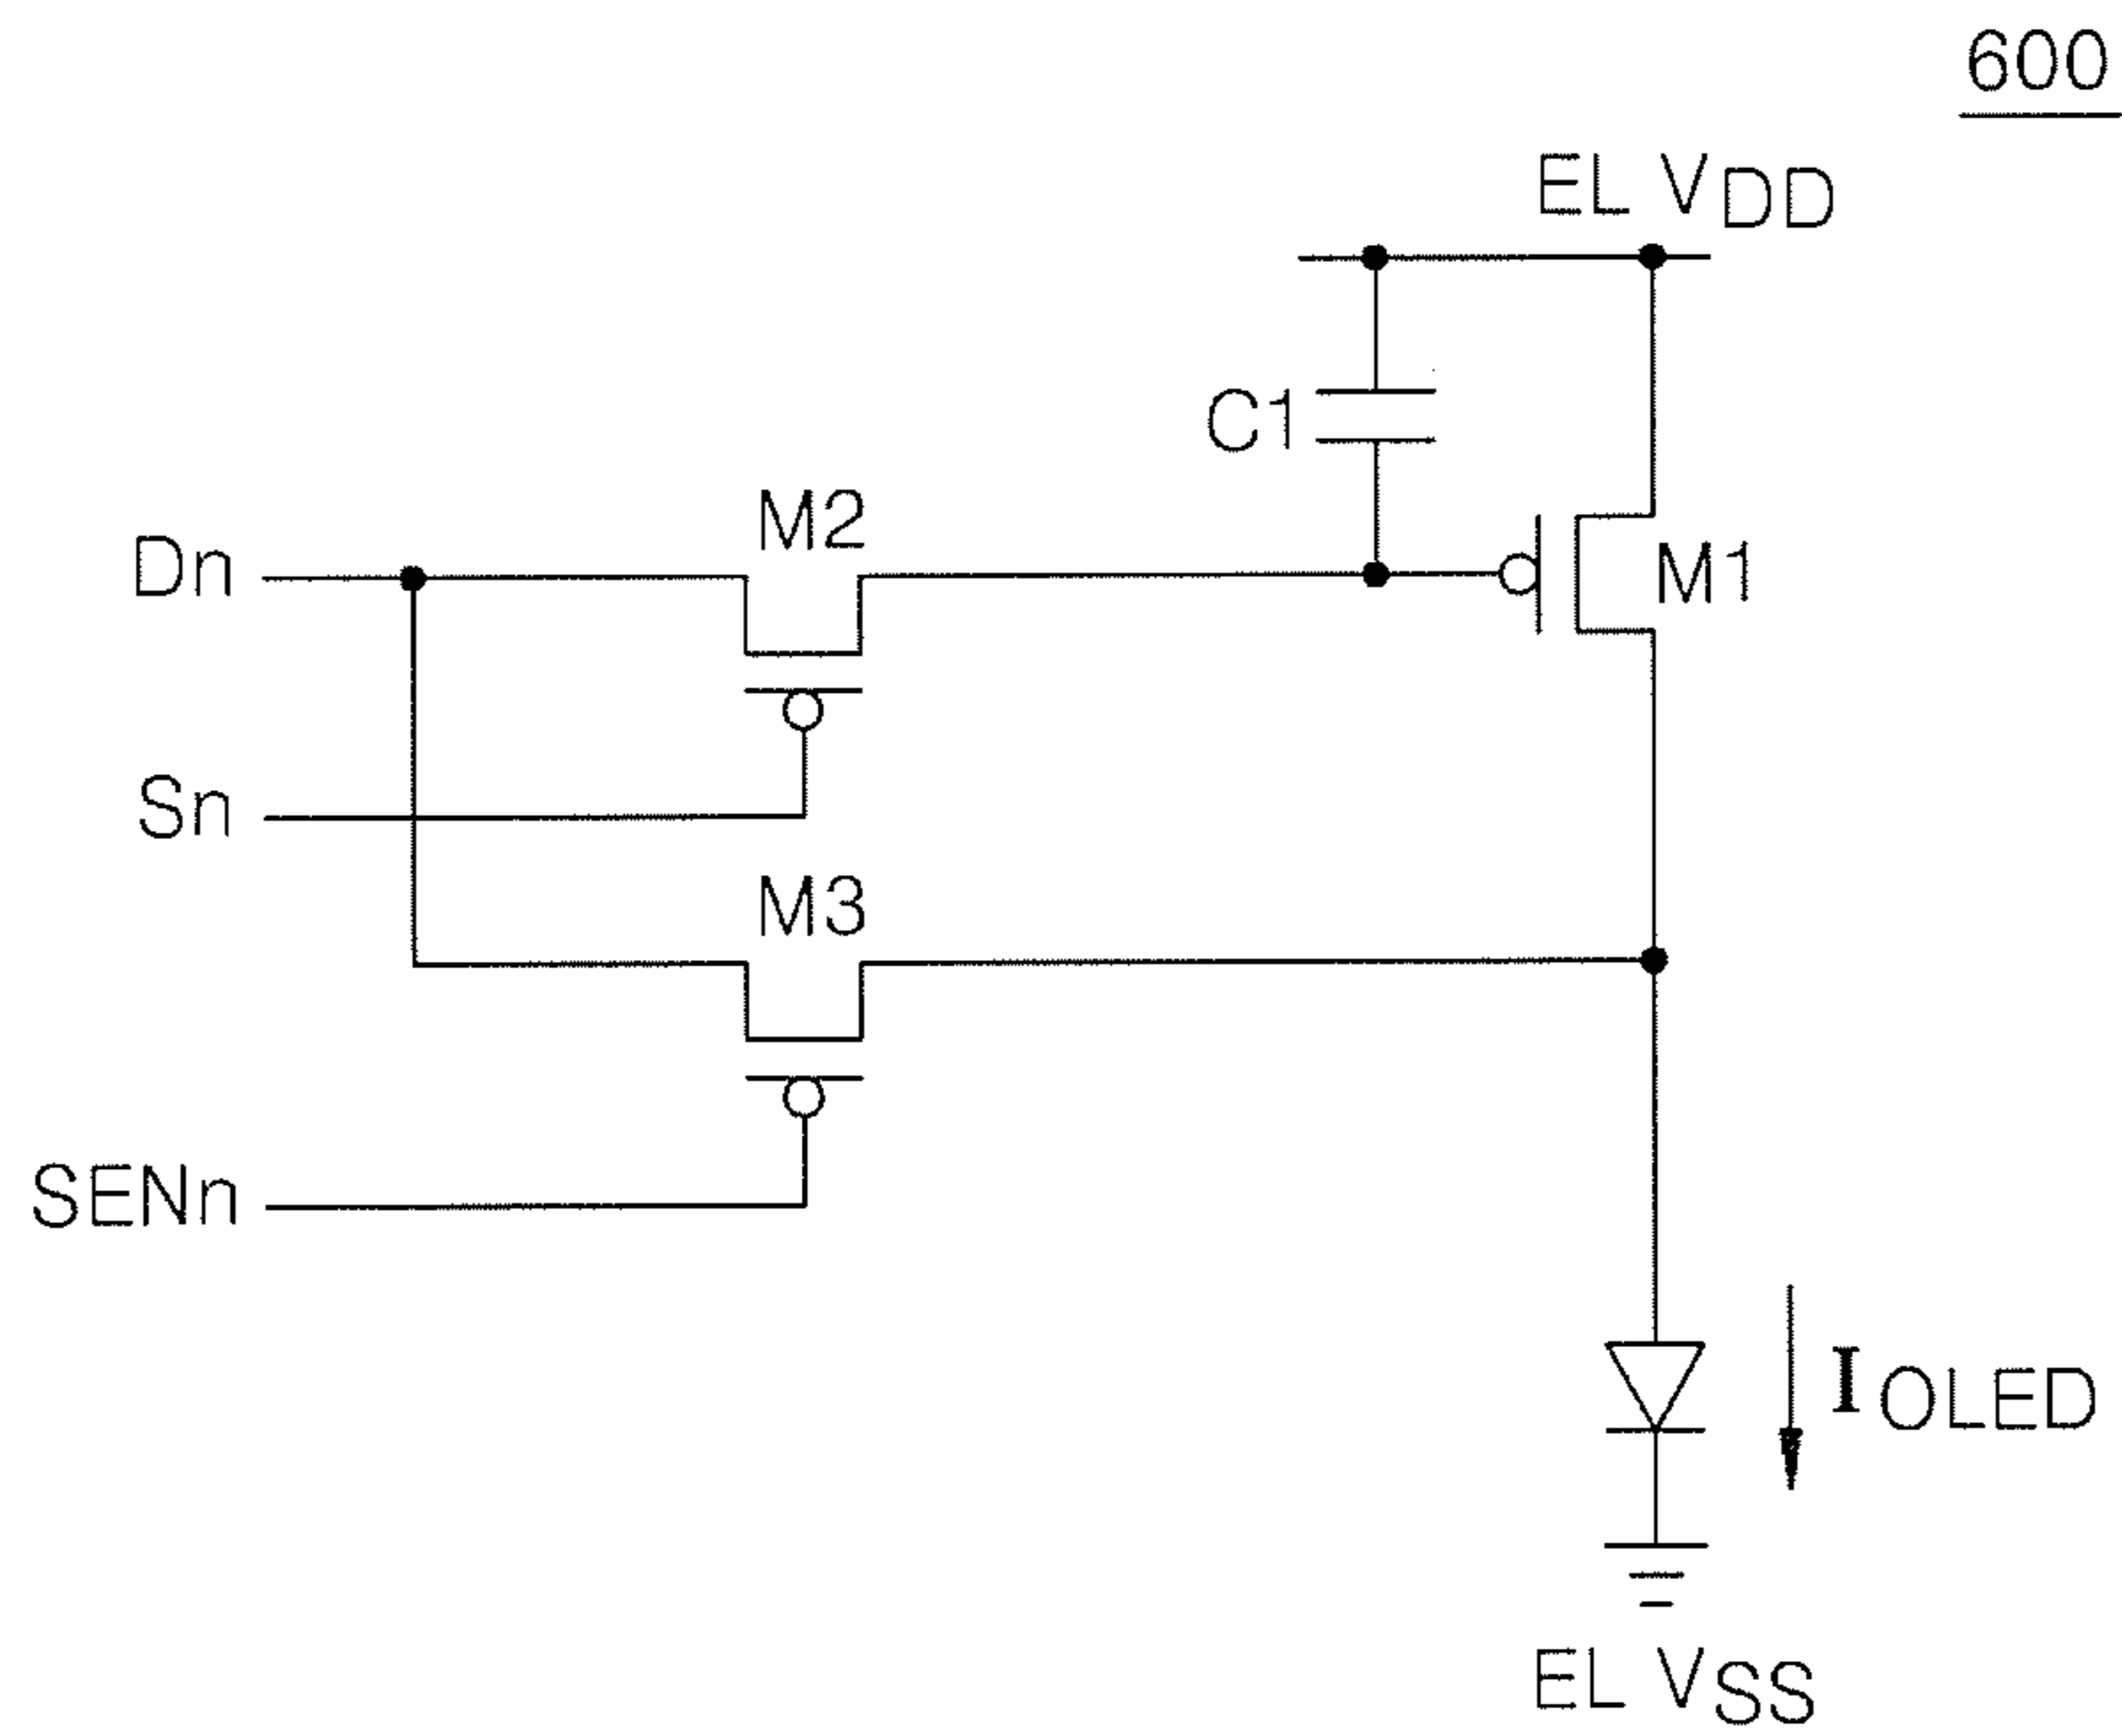 600
EL VDD
C1
M2
Dn
M1
Sn
M3
SENn
IOLED
EL VSS